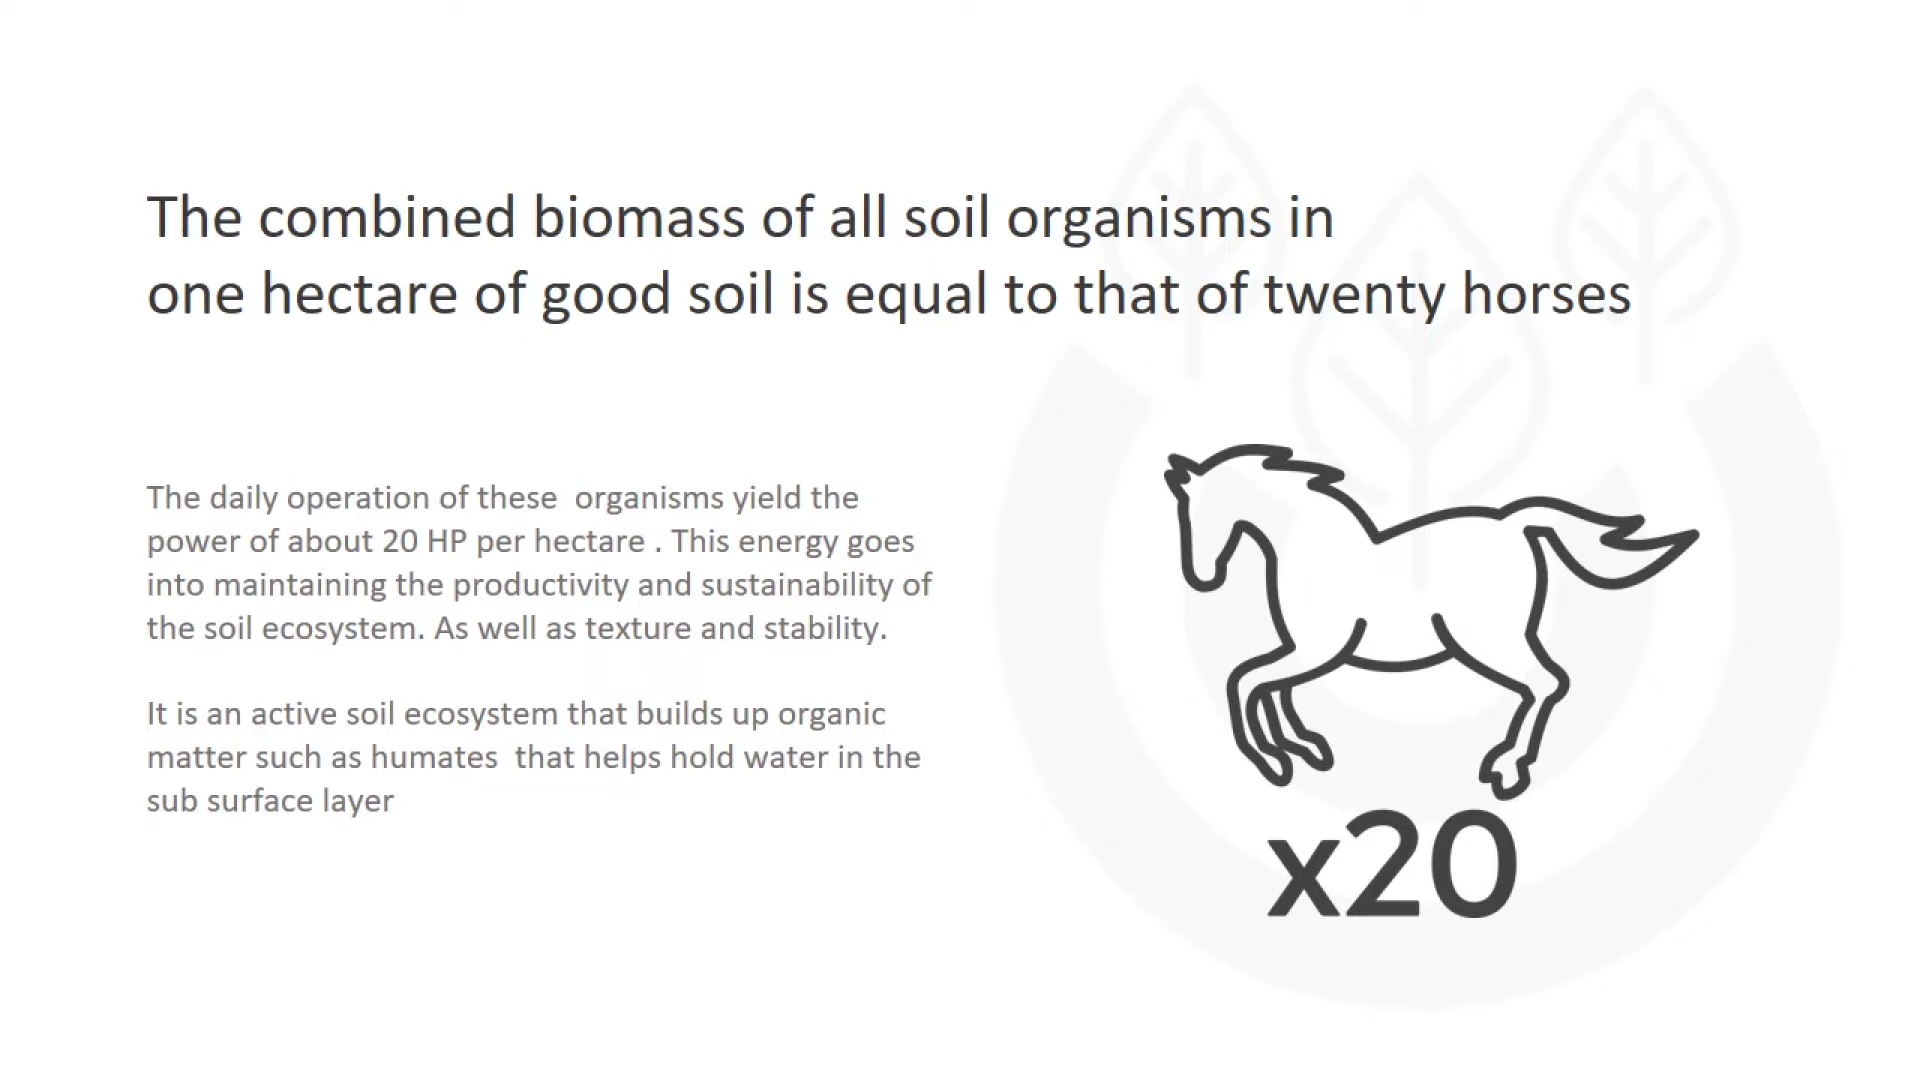 The combined biomass of all soil organisms in
one hectare of good soil is equal to that of twenty horses
The daily operation of these  organisms yield the
power of about 20 HP per hectare . This energy goes
into maintaining the productivity and sustainability of
the soil ecosystem. As well as texture and stability.
It is an active soil ecosystem that builds up organic
matter such as humates  that helps hold water in the
sub surface layer
x20